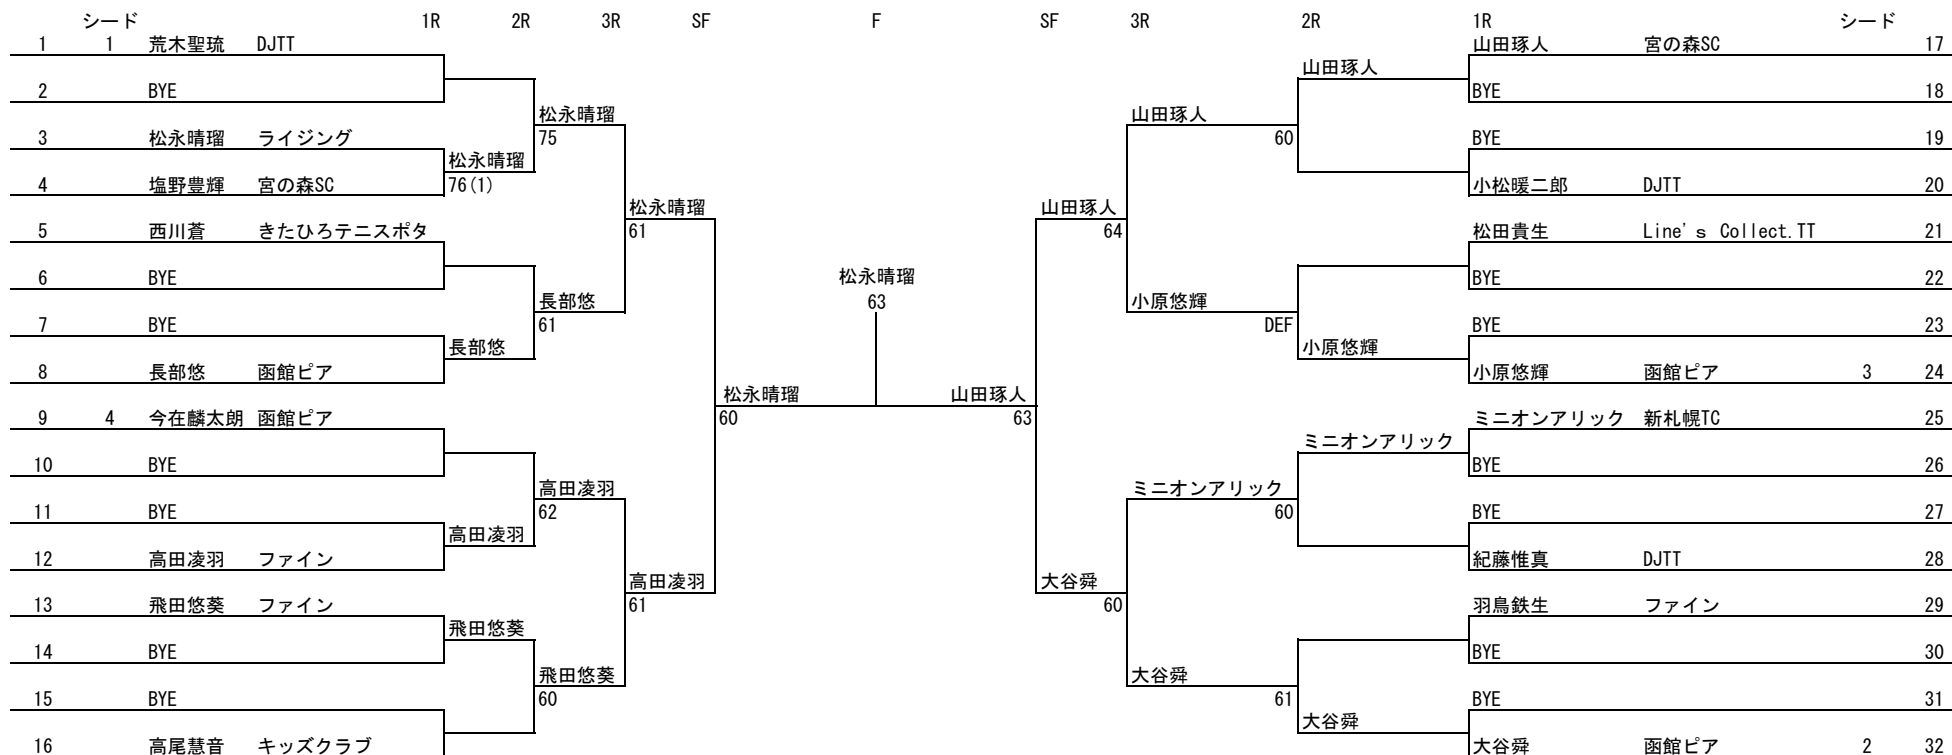 シード 1R 2R 3R SF F SF 3R 2R 1R シード
1 1 荒木聖琉 DJTT 山田琢人 宮の森SC 17
山田琢人
2 BYE BYE 18
松永晴瑠 山田琢人
3 松永晴瑠 ライジング 75 60 BYE 19
松永晴瑠
4 塩野豊輝 宮の森SC 76(1) 小松暖二郎 DJTT 20
松永晴瑠 山田琢人
5 西川蒼 きたひろテニスポタ 61 64 松田貴生 Line's Collect.TT 21
6 BYE 松永晴瑠 BYE 22
長部悠 63 小原悠輝
7 BYE 61 DEF BYE 23
長部悠 小原悠輝
8 長部悠 函館ピア 小原悠輝 函館ピア 3 24
松永晴瑠 山田琢人
9 4 今在麟太朗 函館ピア 60 63 ミニオンアリック 新札幌TC 25
ミニオンアリック
10 BYE BYE 26
高田凌羽 ミニオンアリック
11 BYE 62 60 BYE 27
高田凌羽
12 高田凌羽 ファイン 紀藤惟真 DJTT 28
高田凌羽 大谷舜
13 飛田悠葵 ファイン 61 60 羽鳥鉄生 ファイン 29
飛田悠葵
14 BYE BYE 30
飛田悠葵 大谷舜
15 BYE 60 61 BYE 31
大谷舜
16 高尾慧音 キッズクラブ 大谷舜 函館ピア 2 32